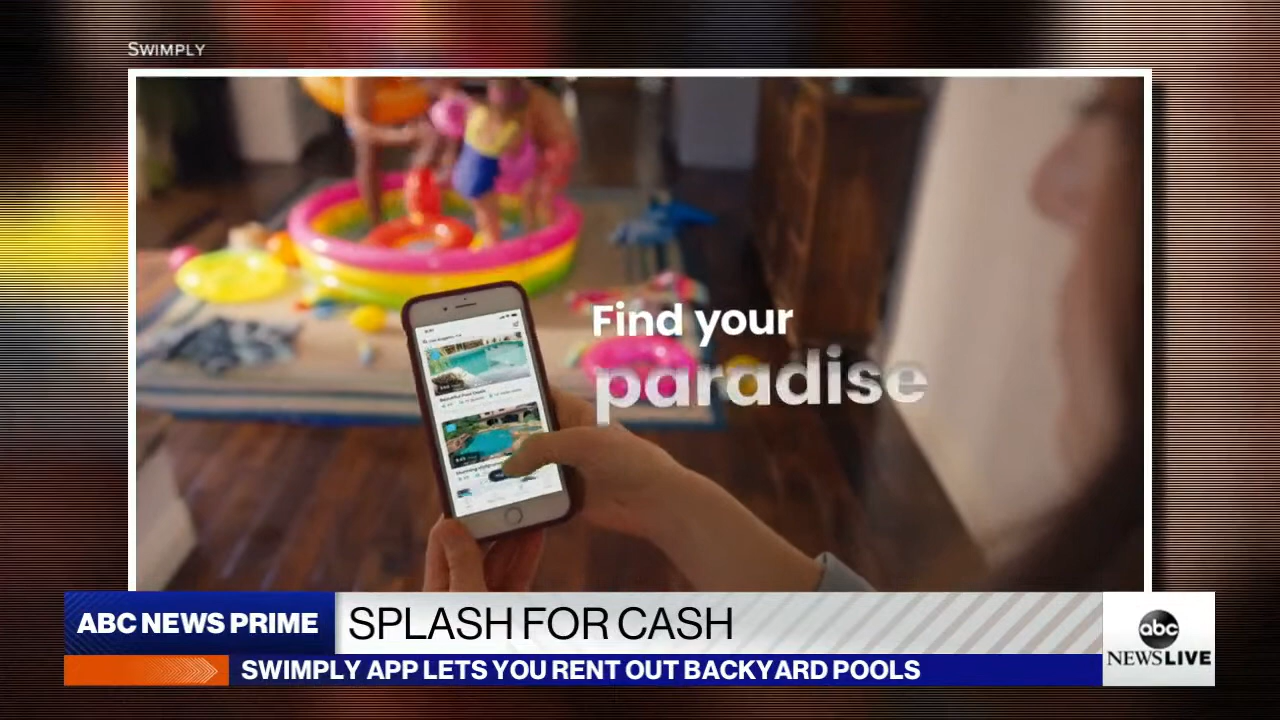 SWIMPLY
Find your
paradise
ABC NEWS PRIME
SPLASH FOR CASH
abc
NEWSLIVE
SWIMPLY APP LETS YOU RENT OUT BACKYARD POOLS